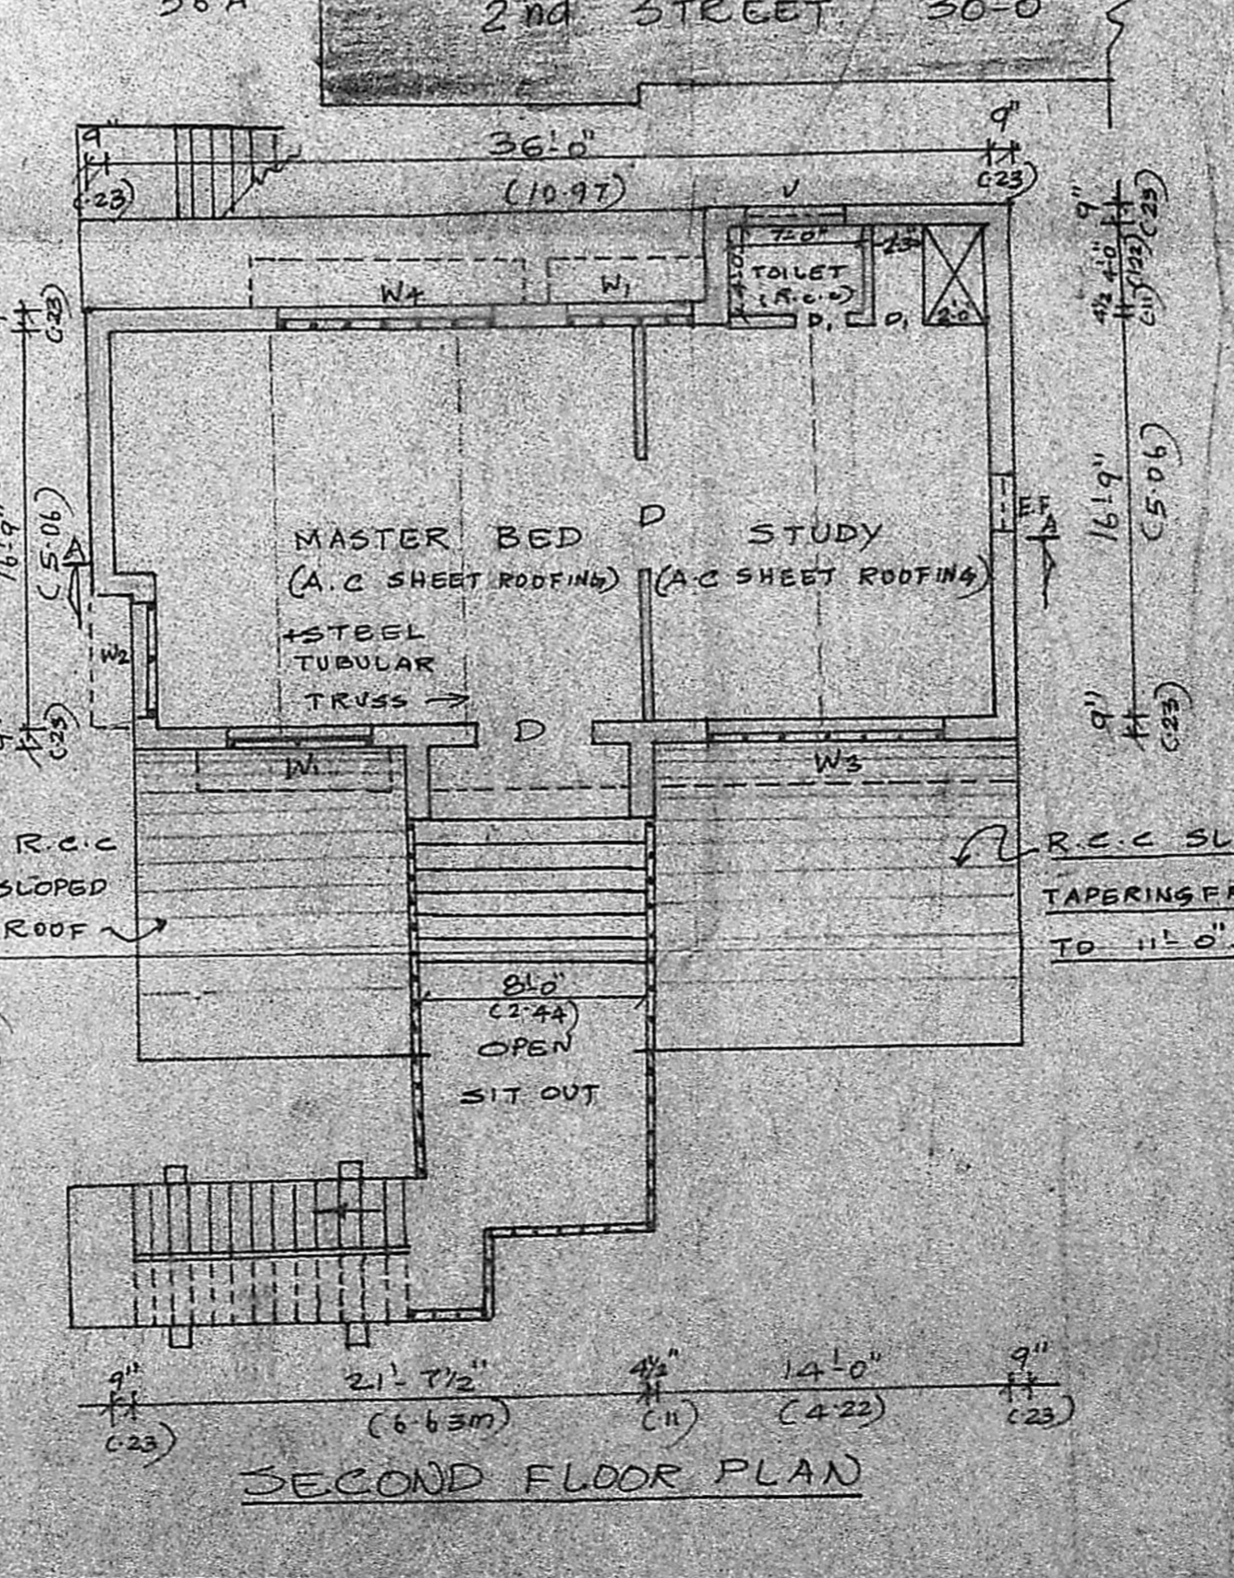 2nd STREET 30-0
9"
36'-0"
9"
(.23)
(10.97)
V
(.23)
9"
(.23)
7'-0"
2'3"
4'-0"
4'-0"
(1.22)
TOILET
(R.C.C)
W4
W1
D1
D1
2'-0"
4½
(.11)
(.23)
16'-9"
(5.06)
A
MASTER BED
D
STUDY
E.F.
A
16'-9"
(5.06)
(A.C SHEET ROOFING)
(A.C SHEET ROOFING)
+STEEL
TUBULAR
TRUSS
W2
9"
(.23)
D
9"
(.23)
W1
W3
R.C.C
SLOPED
ROOF
R.C.C SL
TAPERING FR
TO 11'-0"
8'-0"
(2.44)
OPEN
SIT OUT
9"
21'-7½"
4½"
14'-0"
9"
(.23)
(6.63m)
(.11)
(4.22)
(.23)
SECOND FLOOR PLAN